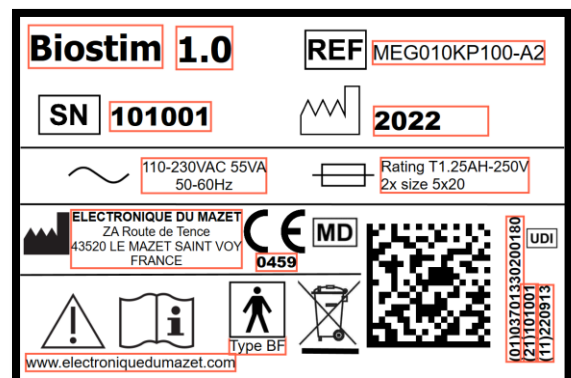 Biostim 1.0
REF MEG010KP100-A2
SN 101001
2022
110-230VAC 55VA
50-60Hz
Rating T1.25AH-250V
2x size 5x20
ELECTRONIQUE DU MAZET
ZA Route de Tence
43520 LE MAZET SAINT VOY
FRANCE
CE
0459
MD
UDI
(01)03701330200180
(21)101001
(11)220913
i
Type BF
www.electroniquedumazet.com